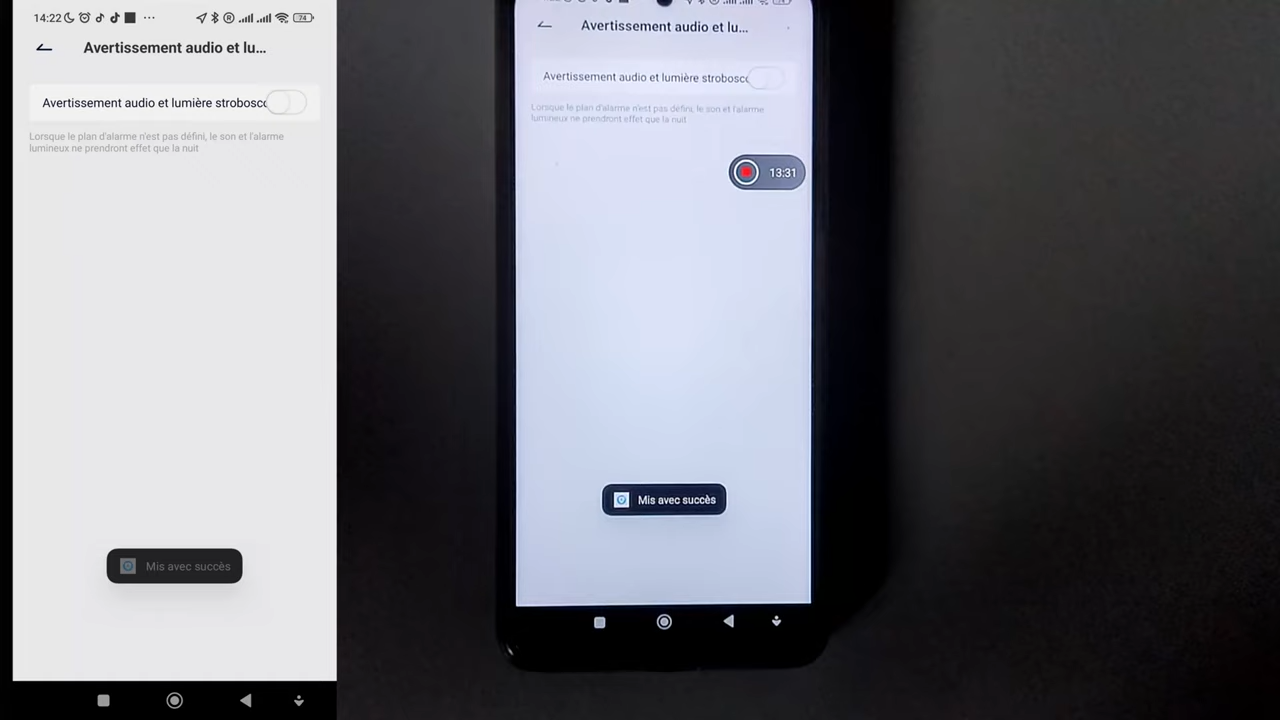 14:22
74
Avertissement audio et lu...
Avertissement audio et lumière strobosc
Lorsque le plan d'alarme n'est pas défini, le son et l'alarme
lumineux ne prendront effet que la nuit
Mis avec succès
Avertissement audio et lu...
Avertissement audio et lumière strobosc
Lorsque le plan d'alarme n'est pas défini, le son et l'alarme
lumineux ne prendront effet que la nuit
13:31
Mis avec succès